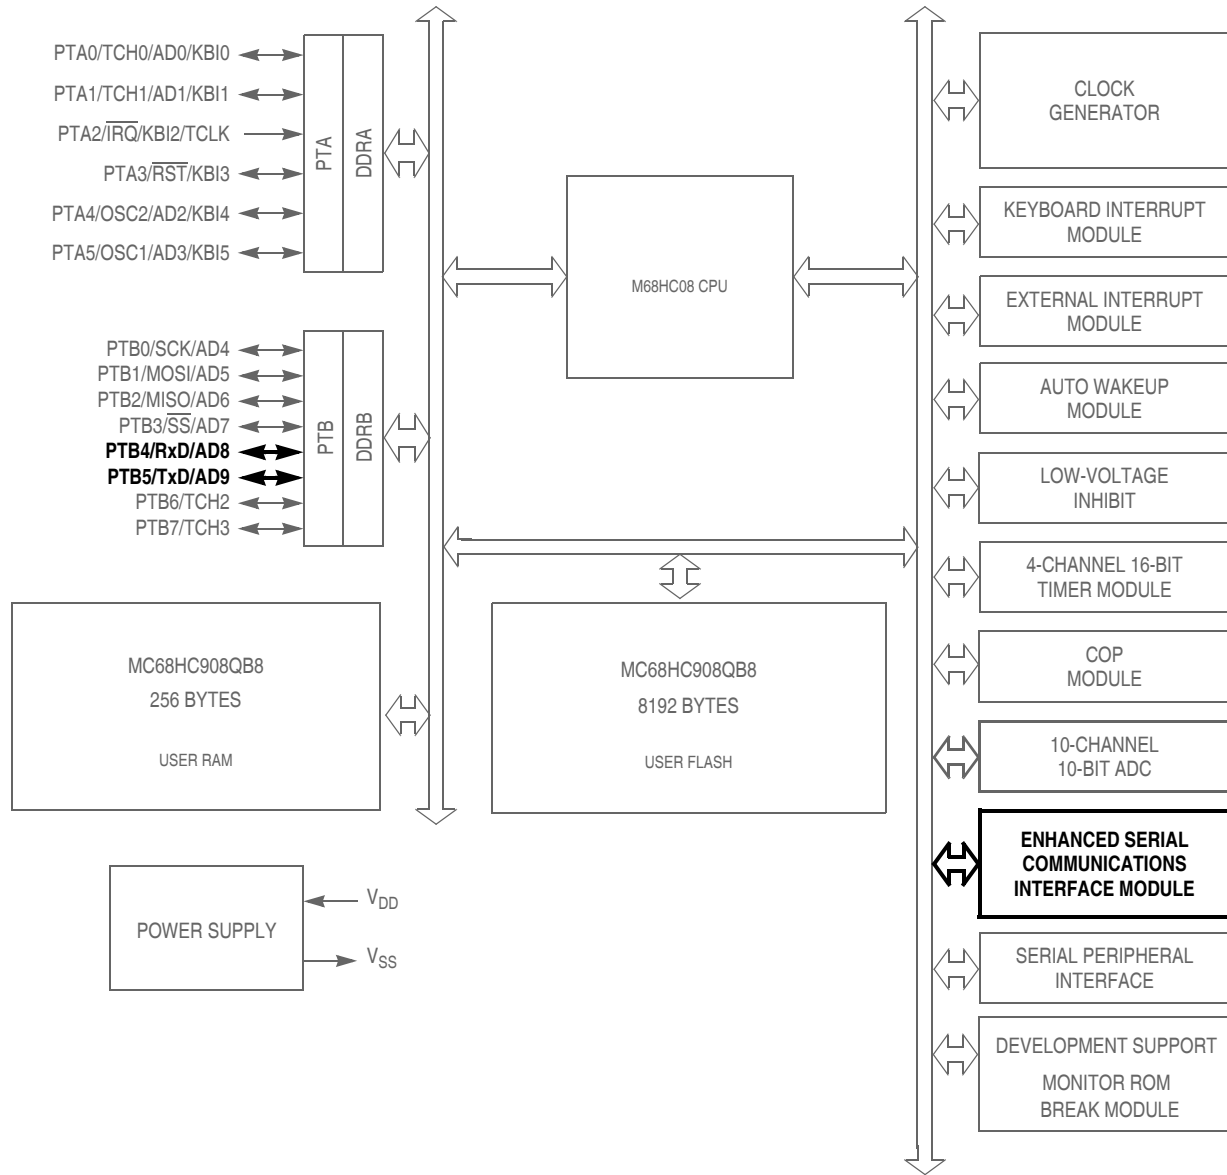 PTA0/TCH0/AD0/KBI0
PTA1/TCH1/AD1/KBI1
PTA2/IRQ/KBI2/TCLK
PTA3/RST/KBI3
PTA4/OSC2/AD2/KBI4
PTA5/OSC1/AD3/KBI5
PTA
DDRA
PTB0/SCK/AD4
PTB1/MOSI/AD5
PTB2/MISO/AD6
PTB3/SS/AD7
PTB4/RxD/AD8
PTB5/TxD/AD9
PTB6/TCH2
PTB7/TCH3
PTB
DDRB
M68HC08 CPU
MC68HC908QB8
256 BYTES
USER RAM
MC68HC908QB8
8192 BYTES
USER FLASH
POWER SUPPLY
VDD
VSS
CLOCK
GENERATOR
KEYBOARD INTERRUPT
MODULE
EXTERNAL INTERRUPT
MODULE
AUTO WAKEUP
MODULE
LOW-VOLTAGE
INHIBIT
4-CHANNEL 16-BIT
TIMER MODULE
COP
MODULE
10-CHANNEL
10-BIT ADC
ENHANCED SERIAL
COMMUNICATIONS
INTERFACE MODULE
SERIAL PERIPHERAL
INTERFACE
DEVELOPMENT SUPPORT
MONITOR ROM
BREAK MODULE